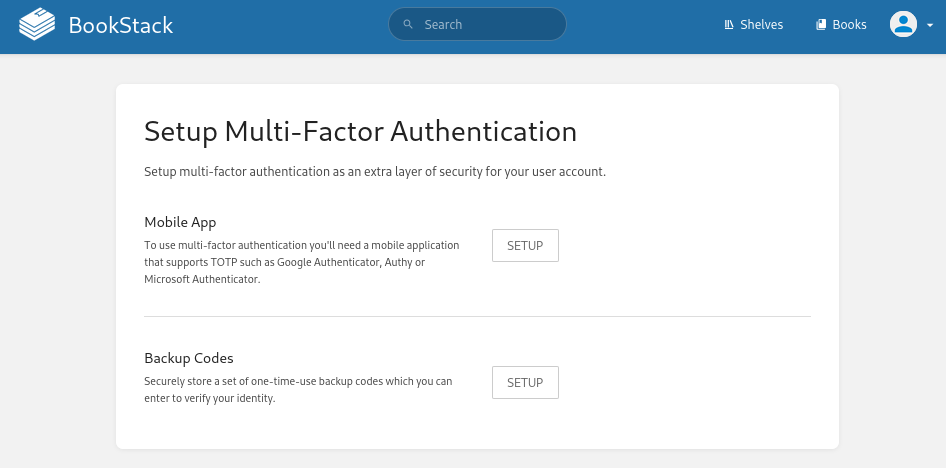 BookStack
Search
Shelves
Books
Setup Multi-Factor Authentication
Setup multi-factor authentication as an extra layer of security for your user account.
Mobile App
To use multi-factor authentication you'll need a mobile application
that supports TOTP such as Google Authenticator, Authy or
Microsoft Authenticator.
SETUP
Backup Codes
Securely store a set of one-time-use backup codes which you can
enter to verify your identity.
SETUP